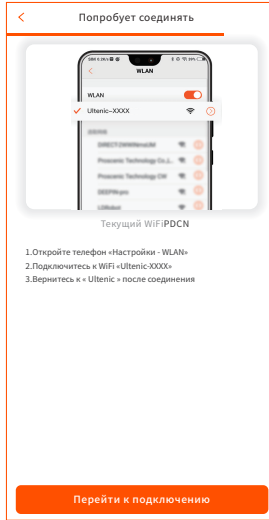 Попробует соединять
WLAN
WLAN
Ultenic-XXXX
Текущий WiFiPDCN
1.Откройте телефон «Настройки - WLAN»
2.Подключитесь к WiFi «Ultenic-XXXX»
3.Вернитесь к « Ultenic » после соединения
Перейти к подключению